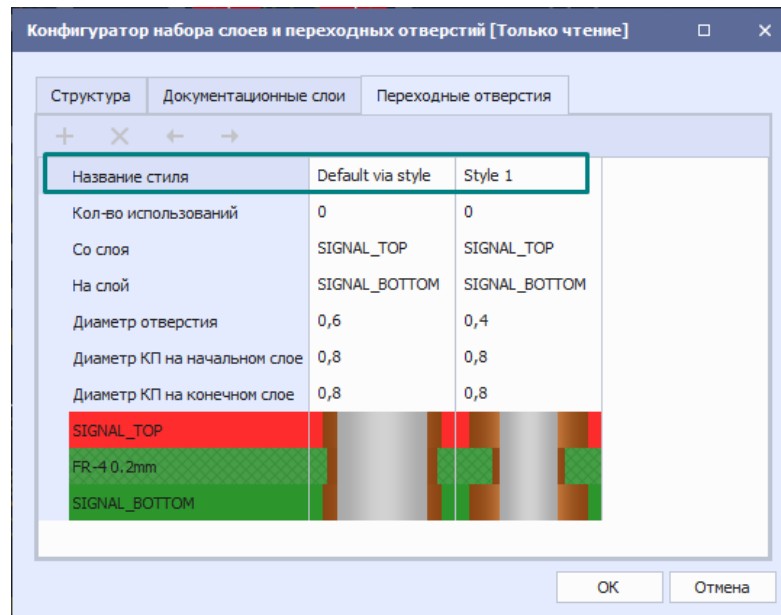 Конфигуратор набора слоев и переходных отверстий [Только чтение]
Структура Документационные слои Переходные отверстия
Название стиля Default via style Style 1
Кол-во использований 0 0
Со слоя SIGNAL_TOP SIGNAL_TOP
На слой SIGNAL_BOTTOM SIGNAL_BOTTOM
Диаметр отверстия 0,6 0,4
Диаметр КП на начальном слое 0,8 0,8
Диаметр КП на конечном слое 0,8 0,8
SIGNAL_TOP
FR-4 0.2mm
SIGNAL_BOTTOM
OK Отмена